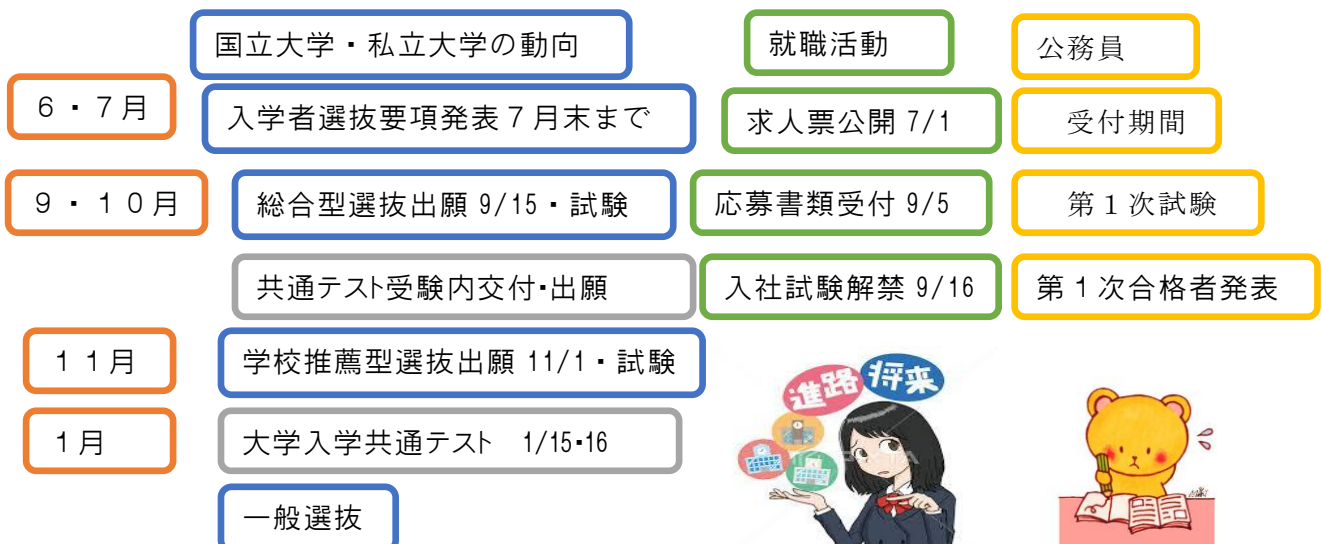 国立大学・私立大学の動向 就職活動 公務員
6・7月 入学者選抜要項発表7月末まで 求人票公開 7/1 受付期間
9・10月 総合型選抜出願 9/15・試験 応募書類受付 9/5 第1次試験
共通テスト受験内交付・出願 入社試験解禁 9/16 第1次合格者発表
11月 学校推薦型選抜出願 11/1・試験
進路 将来
1月 大学入学共通テスト 1/15・16
一般選抜